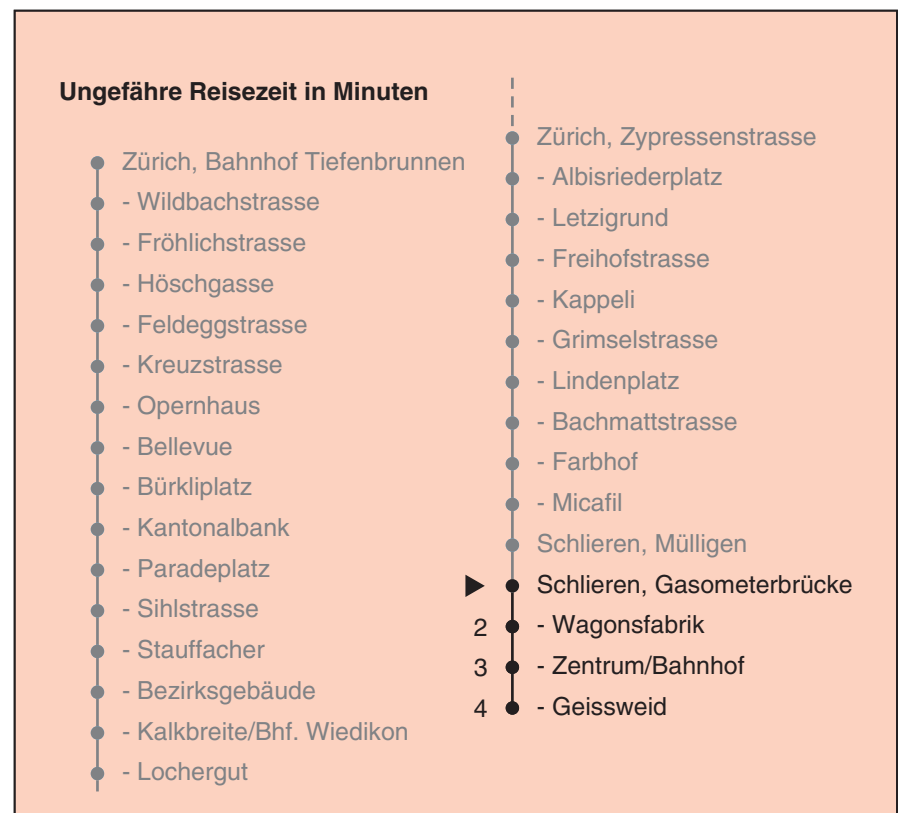 Ungefähre Reisezeit in Minuten
Zürich, Bahnhof Tiefenbrunnen
- Wildbachstrasse
- Fröhlichstrasse
- Höschgasse
- Feldeggstrasse
- Kreuzstrasse
- Opernhaus
- Bellevue
- Bürkliplatz
- Kantonalbank
- Paradeplatz
- Sihlstrasse
- Stauffacher
- Bezirksgebäude
- Kalkbreite/Bhf. Wiedikon
- Lochergut
Zürich, Zypressenstrasse
- Albisriederplatz
- Letzigrund
- Freihofstrasse
- Kappeli
- Grimselstrasse
- Lindenplatz
- Bachmattstrasse
- Farbhof
- Micafil
Schlieren, Mülligen
Schlieren, Gasometerbrücke
2 - Wagonsfabrik
3 - Zentrum/Bahnhof
4 - Geissweid